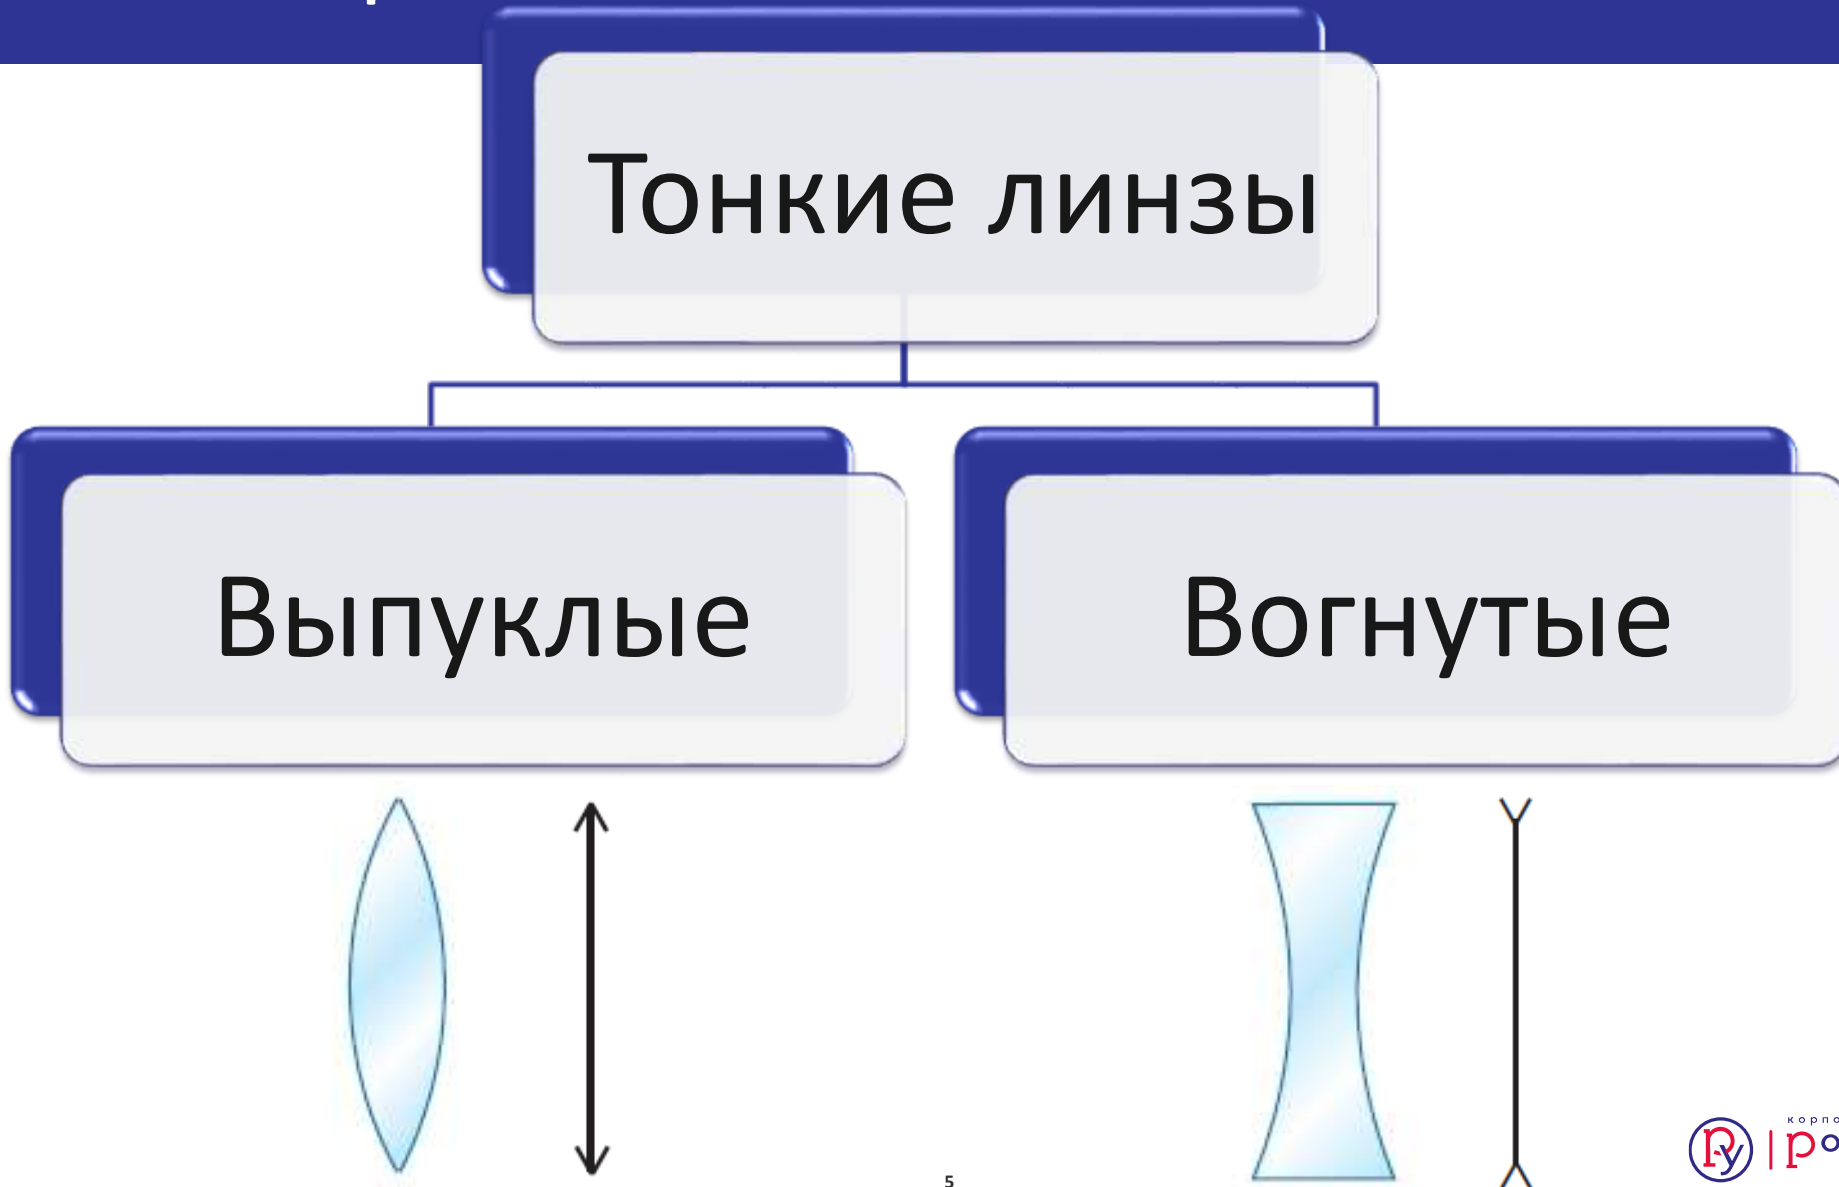 Тонкие линзы
Выпуклые
Вогнутые
5